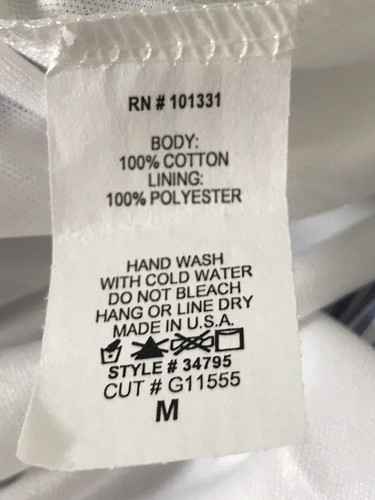 RN # 101331
BODY:
100% COTTON
LINING:
100% POLYESTER
HAND WASH
WITH COLD WATER
DO NOT BLEACH
HANG OR LINE DRY
MADE IN U.S.A.
STYLE # 34795
CUT # G11555
M